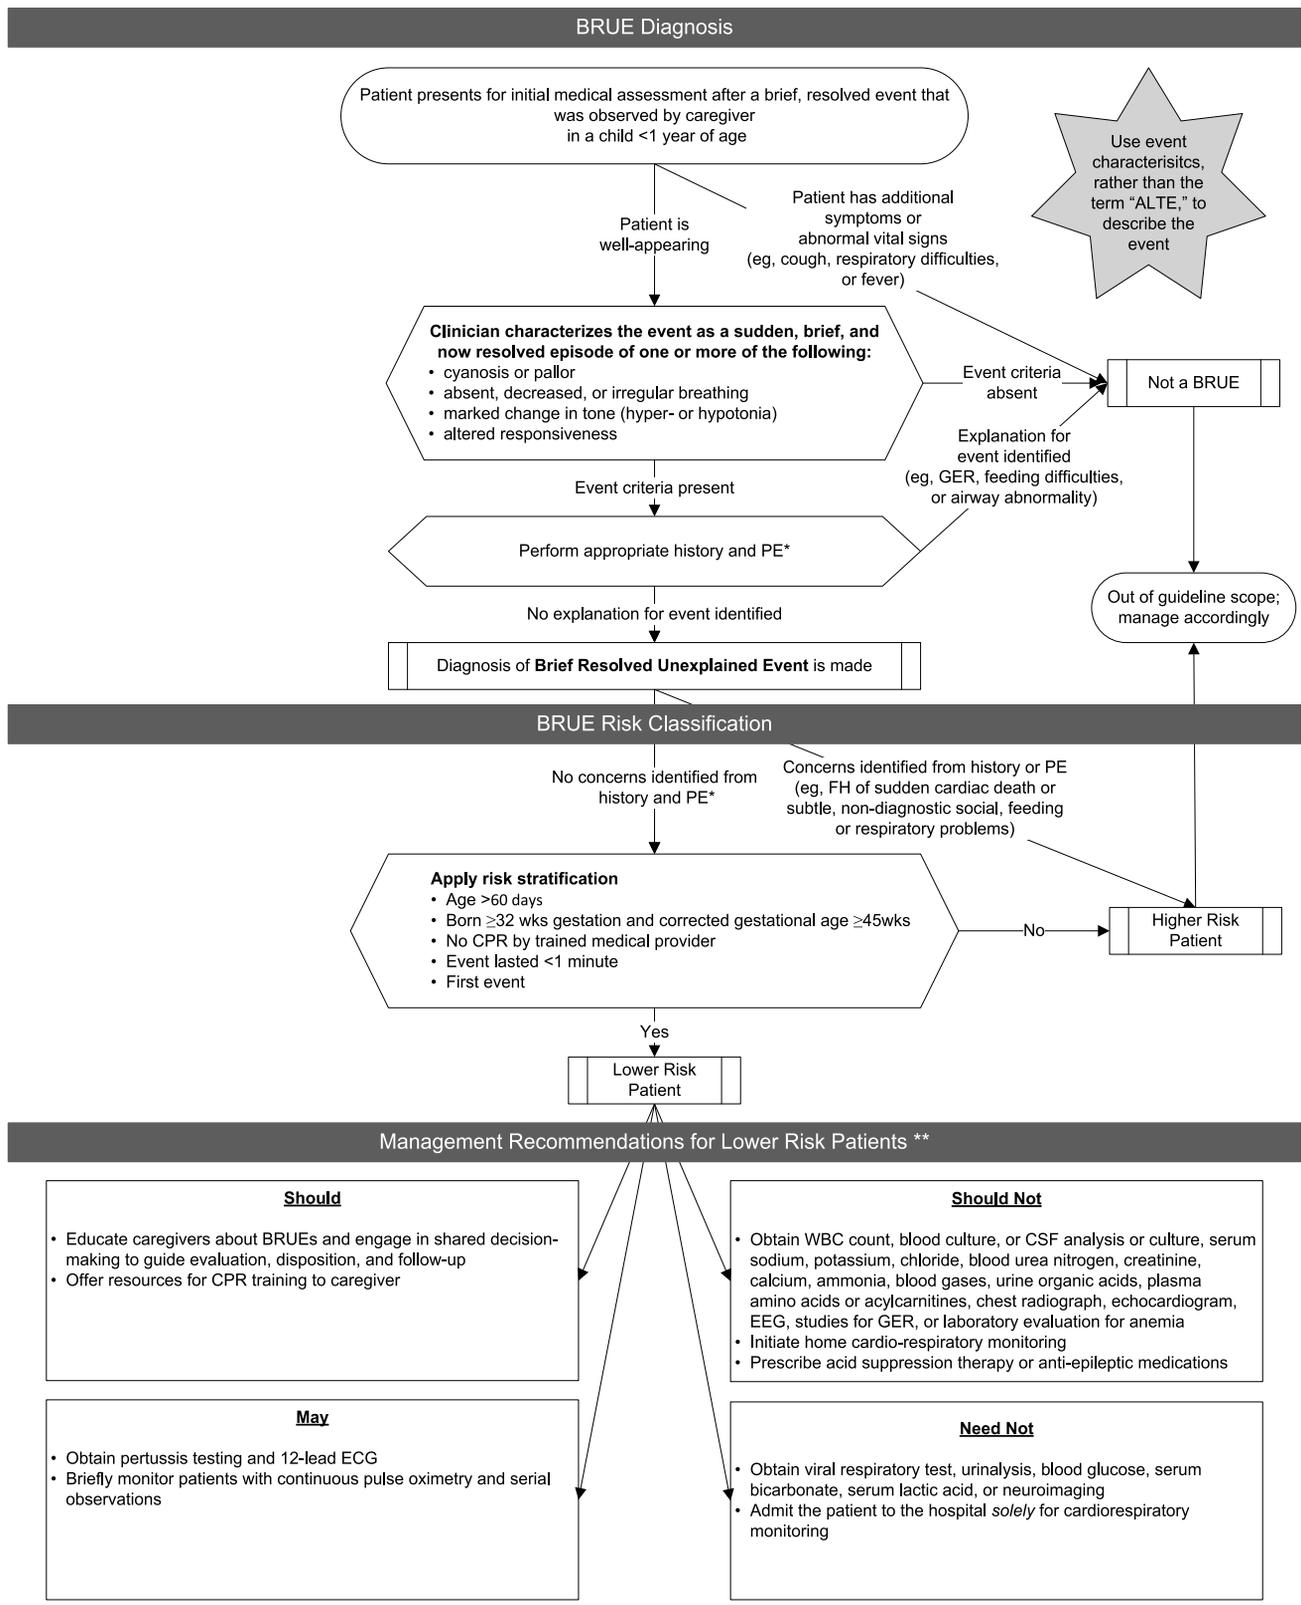 BRUE Diagnosis
Patient presents for initial medical assessment after a brief, resolved event that
was observed by caregiver
in a child <1 year of age
Use event
characterisitcs,
rather than the
term “ALTE,” to
describe the
event
Patient is
well-appearing
Patient has additional
symptoms or
abnormal vital signs
(eg, cough, respiratory difficulties,
or fever)
Clinician characterizes the event as a sudden, brief, and
now resolved episode of one or more of the following:
• cyanosis or pallor
• absent, decreased, or irregular breathing
• marked change in tone (hyper- or hypotonia)
• altered responsiveness
Event criteria
absent
Not a BRUE
Event criteria present
Explanation for
event identified
(eg, GER, feeding difficulties,
or airway abnormality)
Perform appropriate history and PE*
No explanation for event identified
Out of guideline scope;
manage accordingly
Diagnosis of Brief Resolved Unexplained Event is made
BRUE Risk Classification
No concerns identified from
history and PE*
Concerns identified from history or PE
(eg, FH of sudden cardiac death or
subtle, non-diagnostic social, feeding
or respiratory problems)
Apply risk stratification
• Age >60 days
• Born ≥32 wks gestation and corrected gestational age ≥45wks
• No CPR by trained medical provider
• Event lasted <1 minute
• First event
No
Higher Risk
Patient
Yes
Lower Risk
Patient
Management Recommendations for Lower Risk Patients **
Should
• Educate caregivers about BRUEs and engage in shared decision-
making to guide evaluation, disposition, and follow-up
• Offer resources for CPR training to caregiver
Should Not
• Obtain WBC count, blood culture, or CSF analysis or culture, serum
sodium, potassium, chloride, blood urea nitrogen, creatinine,
calcium, ammonia, blood gases, urine organic acids, plasma
amino acids or acylcarnitines, chest radiograph, echocardiogram,
EEG, studies for GER, or laboratory evaluation for anemia
• Initiate home cardio-respiratory monitoring
• Prescribe acid suppression therapy or anti-epileptic medications
May
• Obtain pertussis testing and 12-lead ECG
• Briefly monitor patients with continuous pulse oximetry and serial
observations
Need Not
• Obtain viral respiratory test, urinalysis, blood glucose, serum
bicarbonate, serum lactic acid, or neuroimaging
• Admit the patient to the hospital solely for cardiorespiratory
monitoring